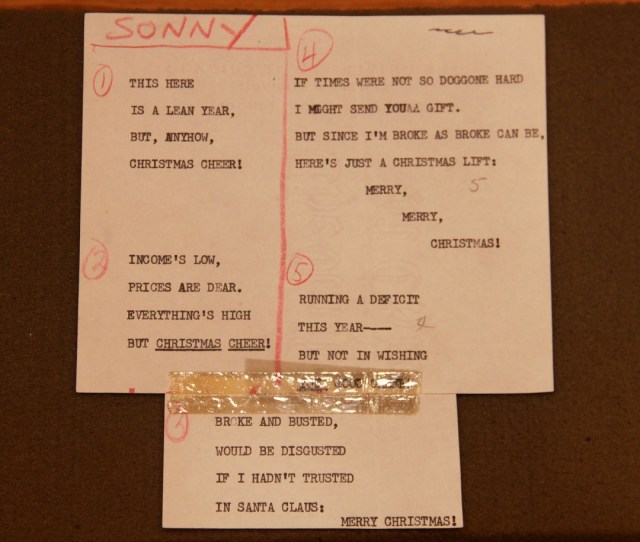 SONNY
1
THIS HERE
IS A LEAN YEAR,
BUT, ANYHOW,
CHRISTMAS CHEER!
2
INCOME'S LOW,
PRICES ARE DEAR.
EVERYTHING'S HIGH
BUT CHRISTMAS CHEER!
3
BROKE AND BUSTED,
WOULD BE DISGUSTED
IF I HADN'T TRUSTED
IN SANTA CLAUS:
MERRY CHRISTMAS!
4
IF TIMES WERE NOT SO DOGGONE HARD
I MIGHT SEND YOU A GIFT.
BUT SINCE I'M BROKE AS BROKE CAN BE,
HERE'S JUST A CHRISTMAS LIFT:
MERRY, 5
MERRY,
CHRISTMAS!
5
RUNNING A DEFICIT
THIS YEAR---- 4
BUT NOT IN WISHING